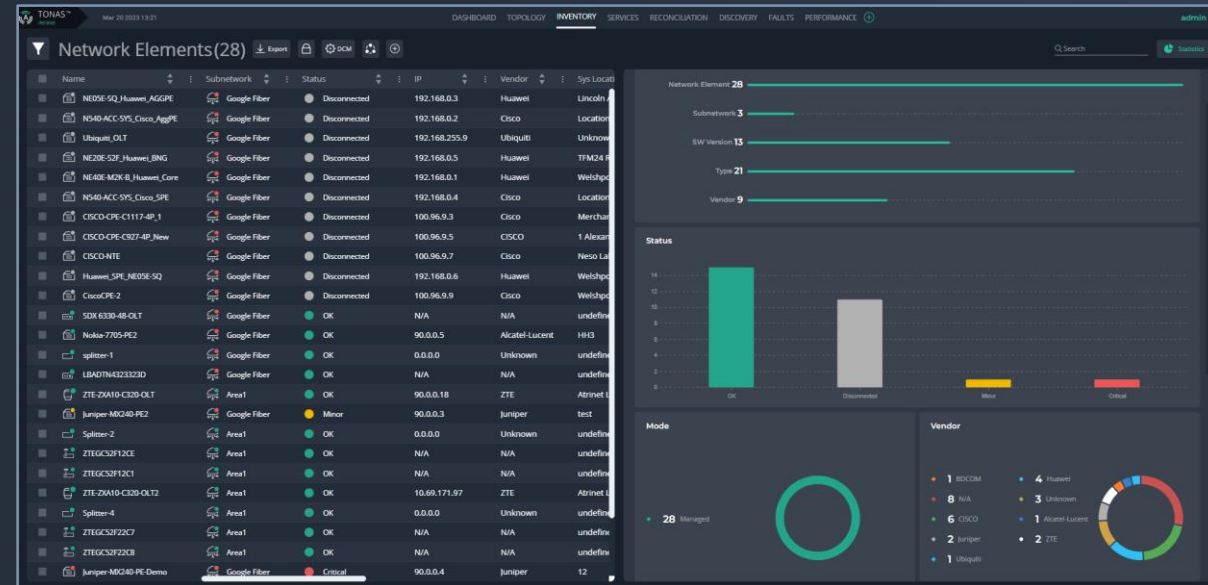 TONAS™ Mar 20 2023 13:21 DASHBOARD TOPOLOGY INVENTORY SERVICES RECONCILIATION DISCOVERY FAULTS PERFORMANCE admin
Network Elements(28) Export DCM Search Statistics
Name Subnetwork Status IP Vendor Sys Locati
NE05E-SQ_Huawei_AGGPE Google Fiber Disconnected 192.168.0.3 Huawei Lincoln
N540-ACC-SYS_Cisco_AggPE Google Fiber Disconnected 192.168.0.2 Cisco Location
Ubiquiti_OLT Google Fiber Disconnected 192.168.255.9 Ubiquiti Unknow
NE20E-S2F_Huawei_BNG Google Fiber Disconnected 192.168.0.5 Huawei TFM24 R
NE40E-M2K-B_Huawei_Core Google Fiber Disconnected 192.168.0.1 Huawei Welshpo
N540-ACC-SYS_Cisco_SPE Google Fiber Disconnected 192.168.0.4 Cisco Location
CISCO-CPE-C1117-4P_1 Google Fiber Disconnected 100.96.9.3 Cisco Merchan
CISCO-CPE-C927-4P_New Google Fiber Disconnected 100.96.9.5 CISCO 1 Alexan
CISCO-NTE Google Fiber Disconnected 100.96.9.7 Cisco Neso La
Huawei_SPE_NE05E-SQ Google Fiber Disconnected 192.168.0.6 Huawei Welshpo
CiscoCPE-2 Google Fiber Disconnected 100.96.9.9 Cisco Welshpo
SDX 6330-48-OLT Google Fiber OK N/A N/A undefine
Nokia-7705-PE2 Google Fiber OK 90.0.0.5 Alcatel-Lucent HH3
splitter-1 Google Fiber OK 0.0.0.0 Unknown undefine
LBADTN4323323D Google Fiber OK N/A N/A undefine
ZTE-ZXA10-C320-OLT Area1 OK 90.0.0.18 ZTE Atrinet L
Juniper-MX240-PE2 Google Fiber Minor 90.0.0.3 Juniper test
Splitter-2 Area1 OK 0.0.0.0 Unknown undefine
ZTEGC52F12CE Area1 OK N/A N/A undefine
ZTEGC52F12C1 Area1 OK N/A N/A undefine
ZTE-ZXA10-C320-OLT2 Area1 OK 10.69.171.97 ZTE Atrinet L
Splitter-4 Area1 OK 0.0.0.0 Unknown undefine
ZTEGC52F22C7 Area1 OK N/A N/A undefine
ZTEGC52F22C8 Area1 OK N/A N/A undefine
Juniper-MX240-PE-Demo Google Fiber Critical 90.0.0.4 Juniper 12
Network Element 28
Subnetwork 3
SW Version 13
Type 21
Vendor 9
Status
14
12
10
8
6
4
2
0
OK Disconnected Minor Critical
Mode
28 Managed
Vendor
1 BDCOM 4 Huawei
8 N/A 3 Unknown
6 CISCO 1 Alcatel-Lucent
2 Juniper 2 ZTE
1 Ubiquiti